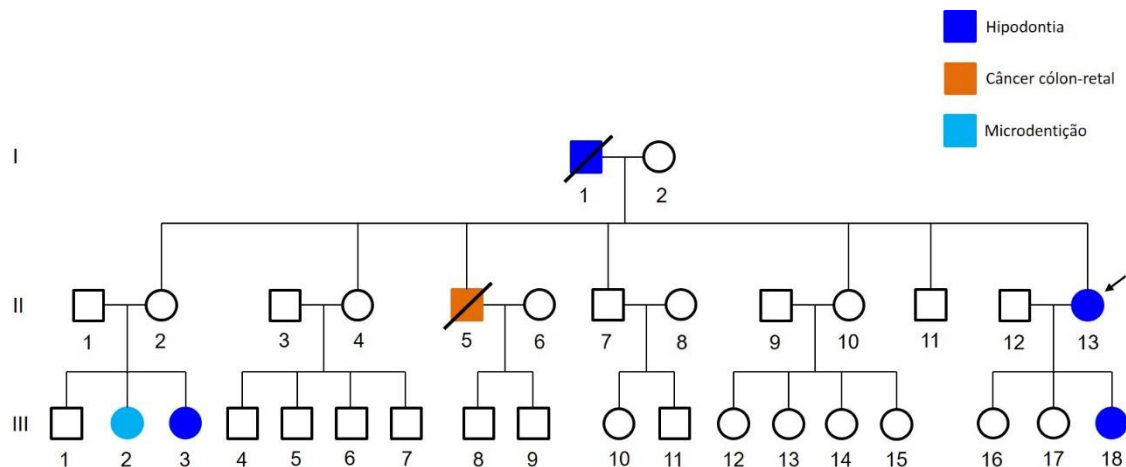 Hipodontia
Câncer cólon-retal
Microdentição
I
1 2
II
1 2 3 4 5 6 7 8 9 10 11 12 13
III
1 2 3 4 5 6 7 8 9 10 11 12 13 14 15 16 17 18